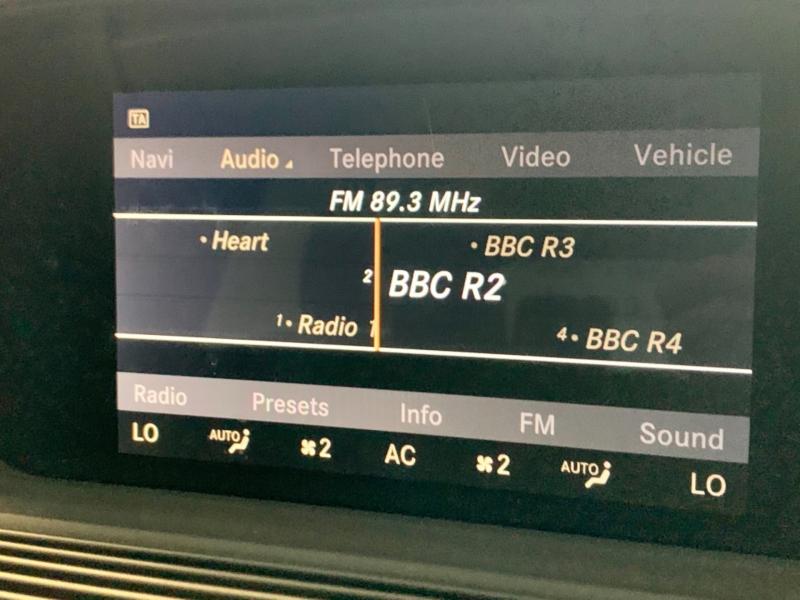 TA
Navi Audio Telephone Video Vehicle
FM 89.3 MHz
• Heart • BBC R3
2 BBC R2
1• Radio 1 4• BBC R4
Radio Presets Info FM Sound
LO AUTO 2 AC 2 AUTO LO